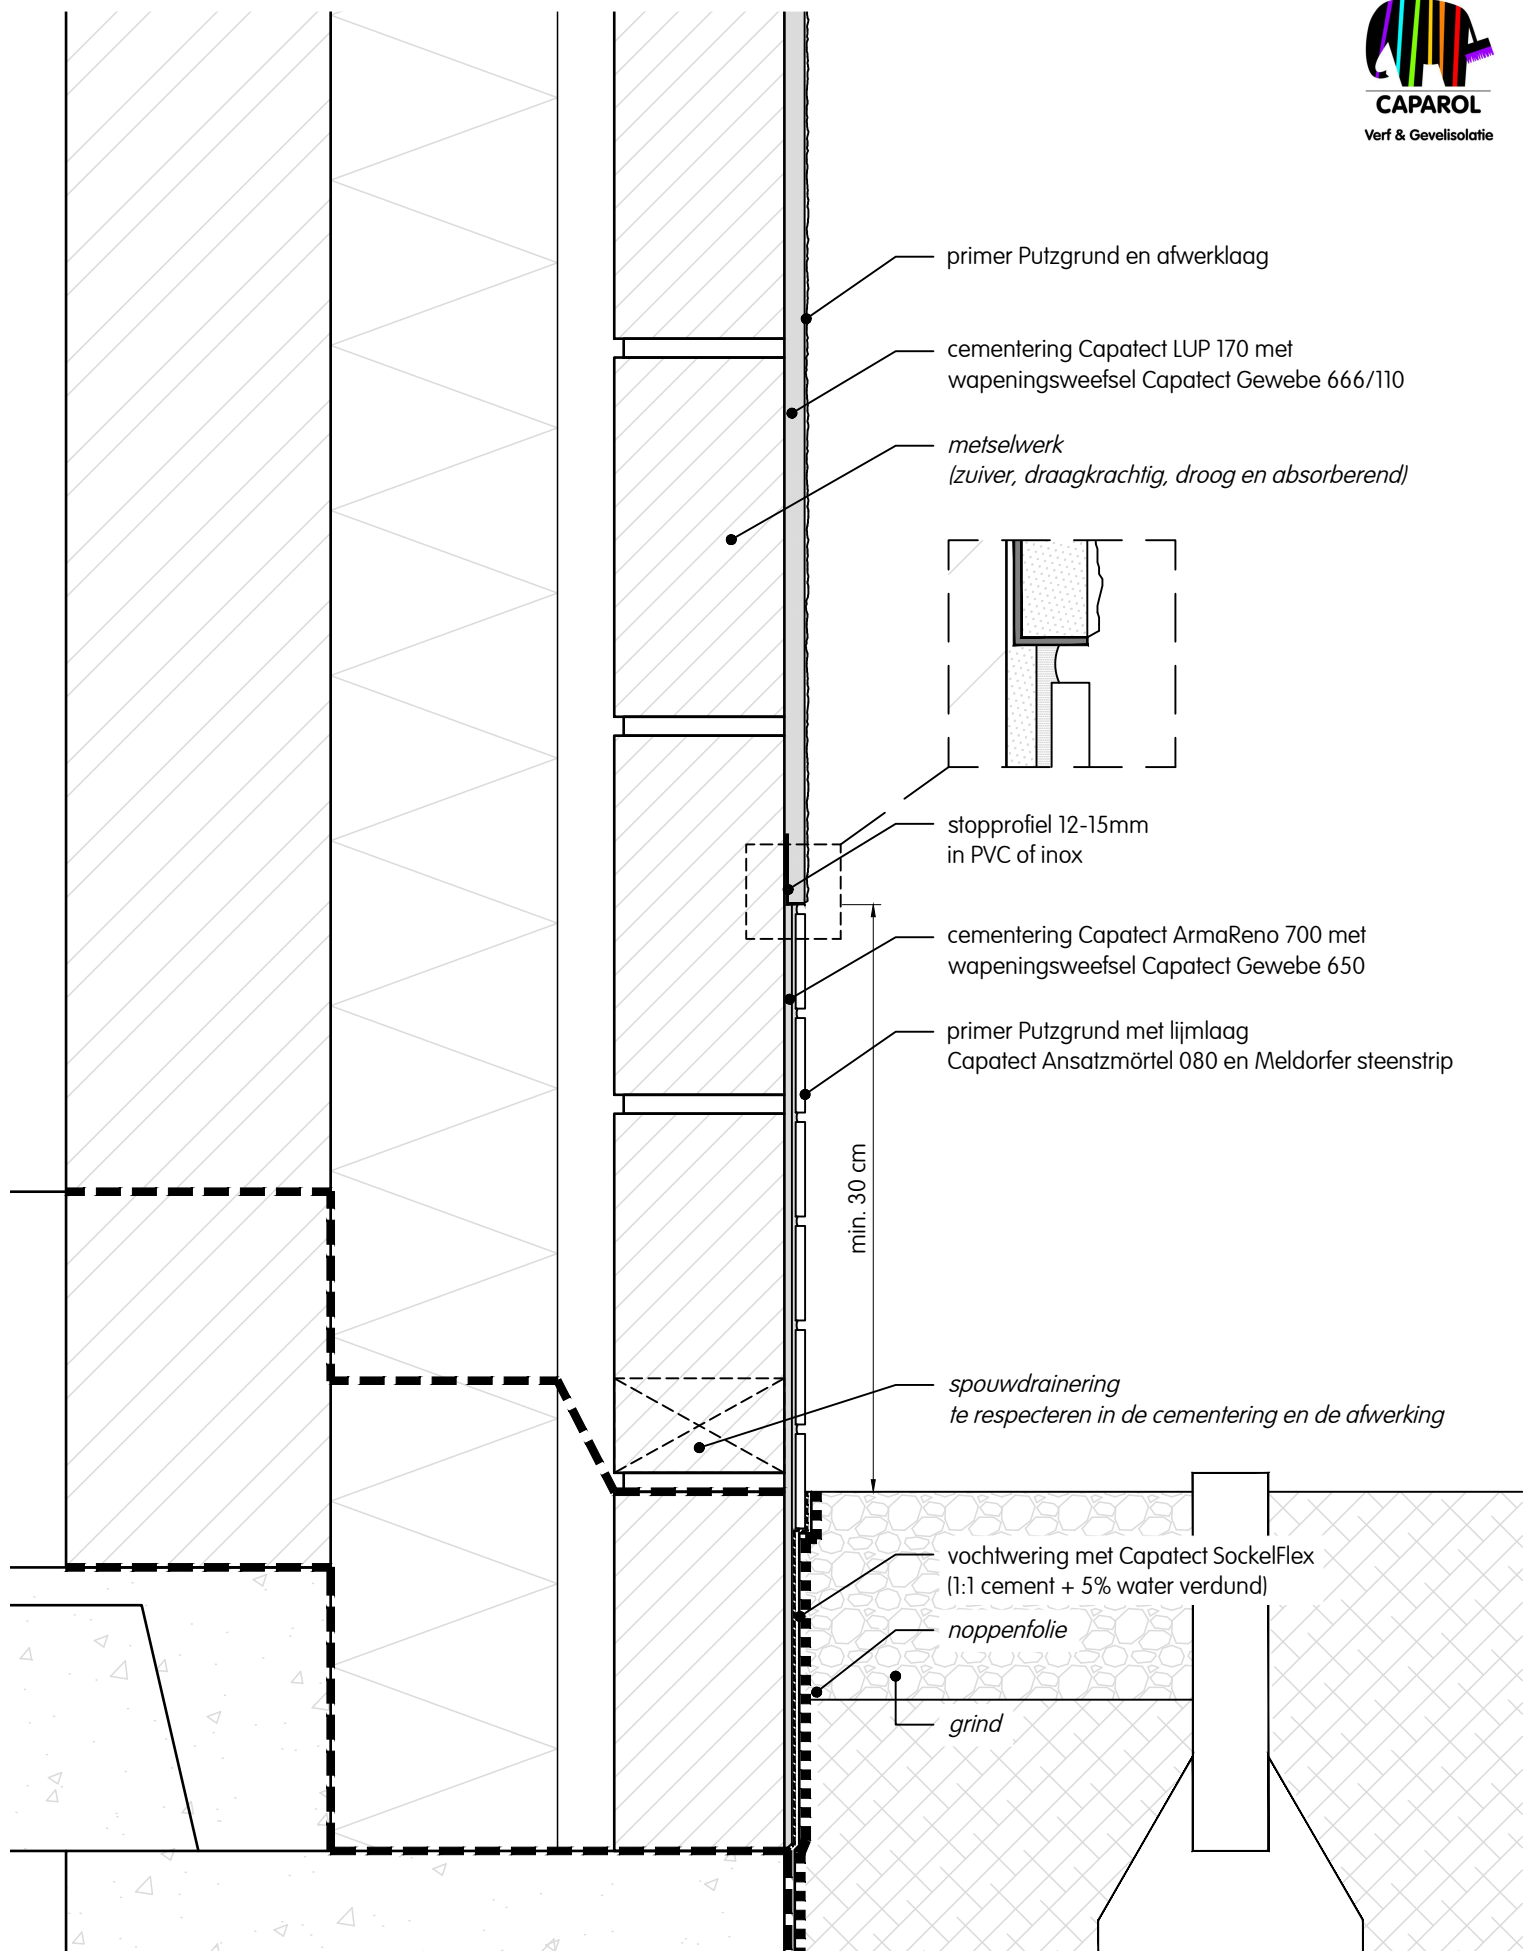 CAPAROL
Verf & Gevelisolatie
primer Putzgrund en afwerklaag
cementering Capatect LUP 170 met
wapeningsweefsel Capatect Gewebe 666/110
metselwerk
(zuiver, draagkrachtig, droog en absorberend)
stopprofiel 12-15mm
in PVC of inox
cementering Capatect ArmaReno 700 met
wapeningsweefsel Capatect Gewebe 650
primer Putzgrund met lijmlaag
Capatect Ansatzmörtel 080 en Meldorfer steenstrip
min. 30 cm
spouwdrainering
te respecteren in de cementering en de afwerking
vochtwering met Capatect SockelFlex
(1:1 cement + 5% water verdund)
noppenfolie
grind